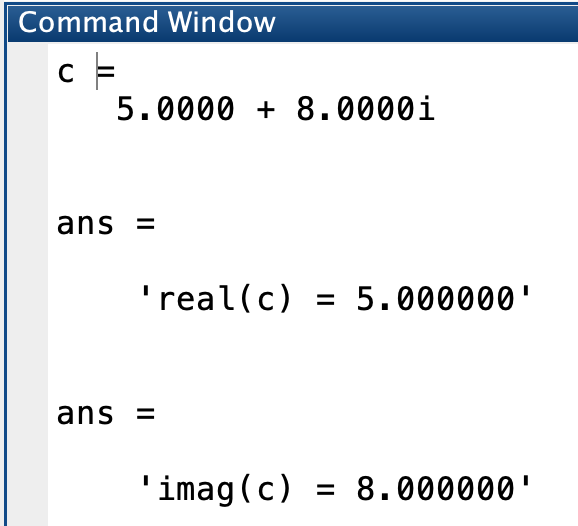 Command Window
c =
5.0000 + 8.0000i
ans =
'real(c) = 5.000000'
ans =
'imag(c) = 8.000000'